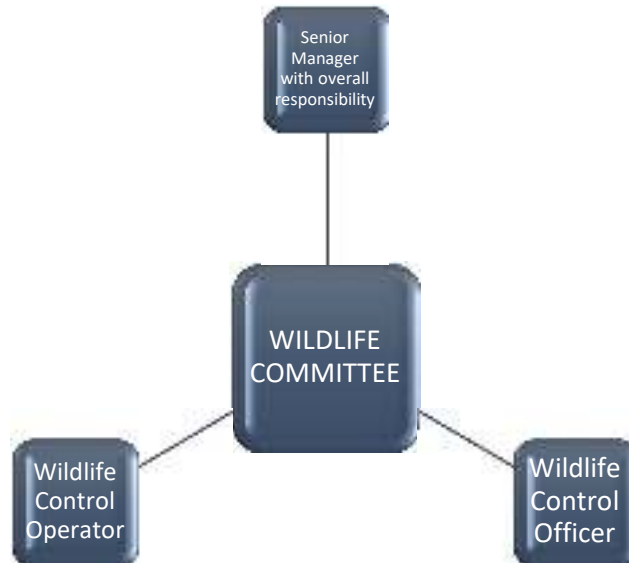 Senior
Manager
with overall
responsibility
WILDLIFE
COMMITTEE
Wildlife
Control
Operator
Wildlife
Control
Officer